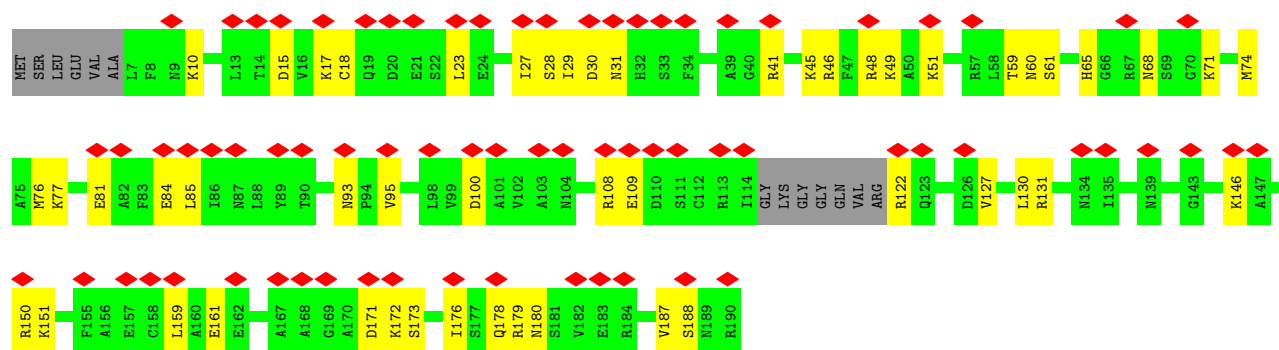 MET SER LEU GLU VAL ALA L7 F8 N9 K10 L13 T14 D15 V16 K17 C18 Q19 D20 E21 S22 L23 E24 I27 S28 I29 D30 N31 H32 S33 F34 A39 G40 R41 K45 R46 F47 R48 K49 A50 K51 R57 L58 T59 N60 S61 H65 G66 R67 N68 S69 G70 K71 M74
A75 M76 K77 E81 A82 F83 E84 L85 I86 N87 L88 Y89 T90 N93 P94 V95 L98 V99 D100 A101 V102 A103 N104 R108 E109 D110 S111 C112 R113 I114 GLY LYS GLY GLY GLN VAL ARG R122 Q123 D126 V127 L130 R131 N134 I135 N139 G143 K146 A147
R150 K151 F155 A156 E157 C158 L159 A160 E161 E162 A167 A168 G169 A170 D171 K172 S173 I176 S177 Q178 R179 N180 S181 V182 E183 R184 V187 S188 N189 R190